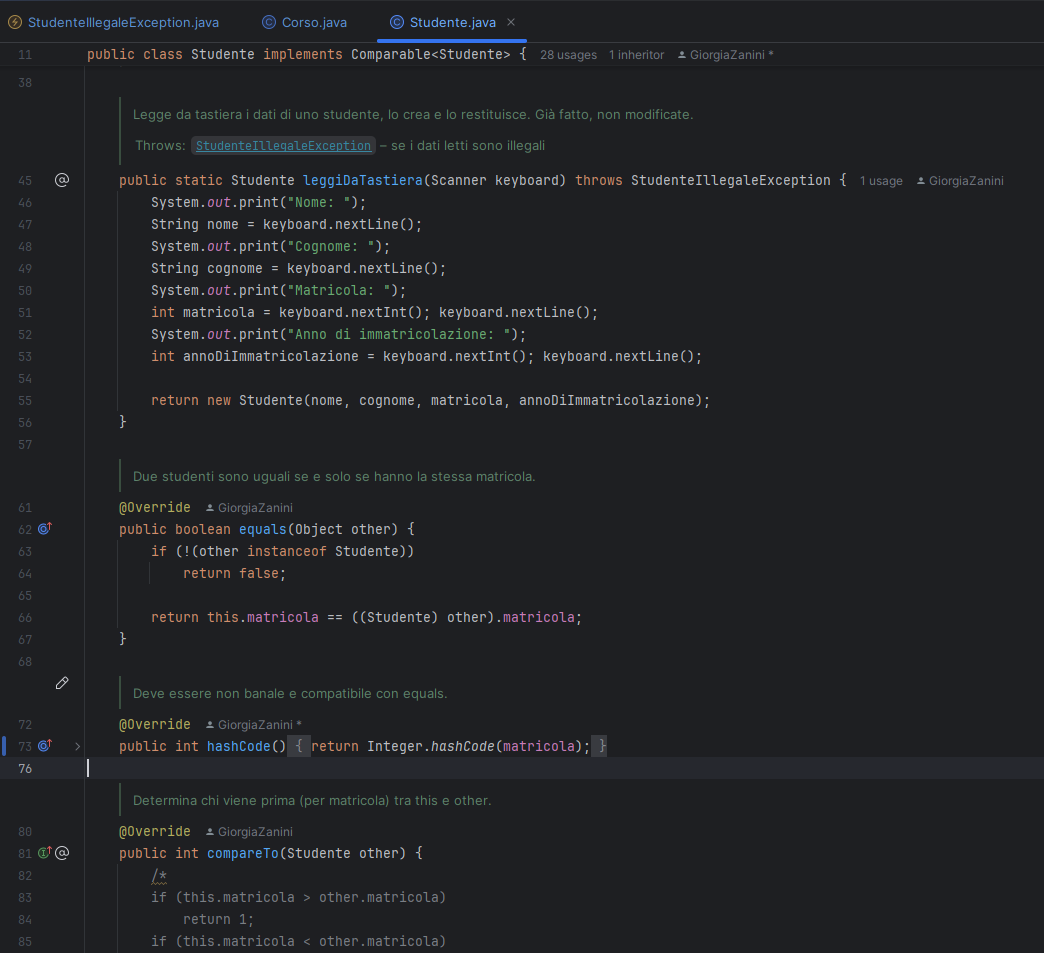 StudenteIllegaleException.java Corso.java Studente.java
11 public class Studente implements Comparable<Studente> { 28 usages 1 inheritor GiorgiaZanini *
38
Legge da tastiera i dati di uno studente, lo crea e lo restituisce. Già fatto, non modificate.
Throws: StudenteIllegaleException – se i dati letti sono illegali
45 public static Studente leggiDaTastiera(Scanner keyboard) throws StudenteIllegaleException { 1 usage GiorgiaZanini
46 System.out.print("Nome: ");
47 String nome = keyboard.nextLine();
48 System.out.print("Cognome: ");
49 String cognome = keyboard.nextLine();
50 System.out.print("Matricola: ");
51 int matricola = keyboard.nextInt(); keyboard.nextLine();
52 System.out.print("Anno di immatricolazione: ");
53 int annoDiImmatricolazione = keyboard.nextInt(); keyboard.nextLine();
54
55 return new Studente(nome, cognome, matricola, annoDiImmatricolazione);
56 }
57
Due studenti sono uguali se e solo se hanno la stessa matricola.
61 @Override GiorgiaZanini
62 public boolean equals(Object other) {
63 if (!(other instanceof Studente))
64 return false;
65
66 return this.matricola == ((Studente) other).matricola;
67 }
68
Deve essere non banale e compatibile con equals.
72 @Override GiorgiaZanini *
73 public int hashCode() { return Integer.hashCode(matricola); }
76
Determina chi viene prima (per matricola) tra this e other.
80 @Override GiorgiaZanini
81 public int compareTo(Studente other) {
82 /*
83 if (this.matricola > other.matricola)
84 return 1;
85 if (this.matricola < other.matricola)